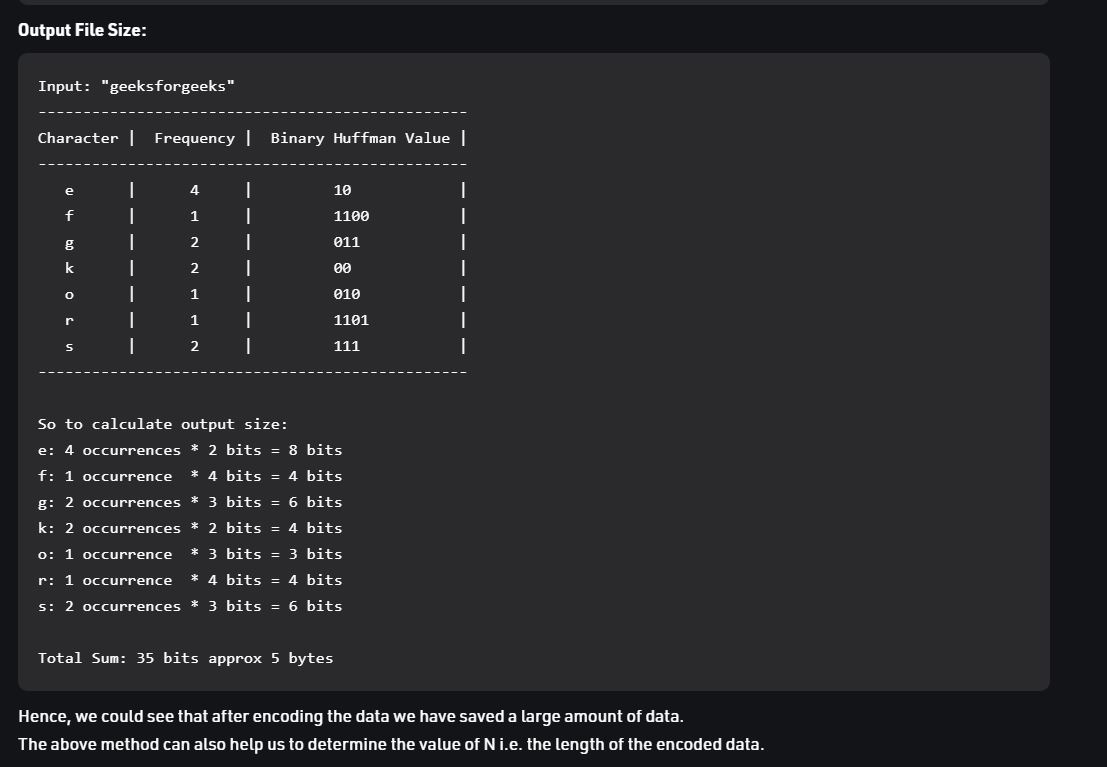 Output File Size:
Input: "geeksforgeeks"
------------------------------------------------
Character |  Frequency |  Binary Huffman Value |
------------------------------------------------
   e      |      4     |         10            |
   f      |      1     |         1100          |
   g      |      2     |         011           |
   k      |      2     |         00            |
   o      |      1     |         010           |
   r      |      1     |         1101          |
   s      |      2     |         111           |
------------------------------------------------
So to calculate output size:
e: 4 occurrences * 2 bits = 8 bits
f: 1 occurrence  * 4 bits = 4 bits
g: 2 occurrences * 3 bits = 6 bits
k: 2 occurrences * 2 bits = 4 bits
o: 1 occurrence  * 3 bits = 3 bits
r: 1 occurrence  * 4 bits = 4 bits
s: 2 occurrences * 3 bits = 6 bits
Total Sum: 35 bits approx 5 bytes
Hence, we could see that after encoding the data we have saved a large amount of data.
The above method can also help us to determine the value of N i.e. the length of the encoded data.